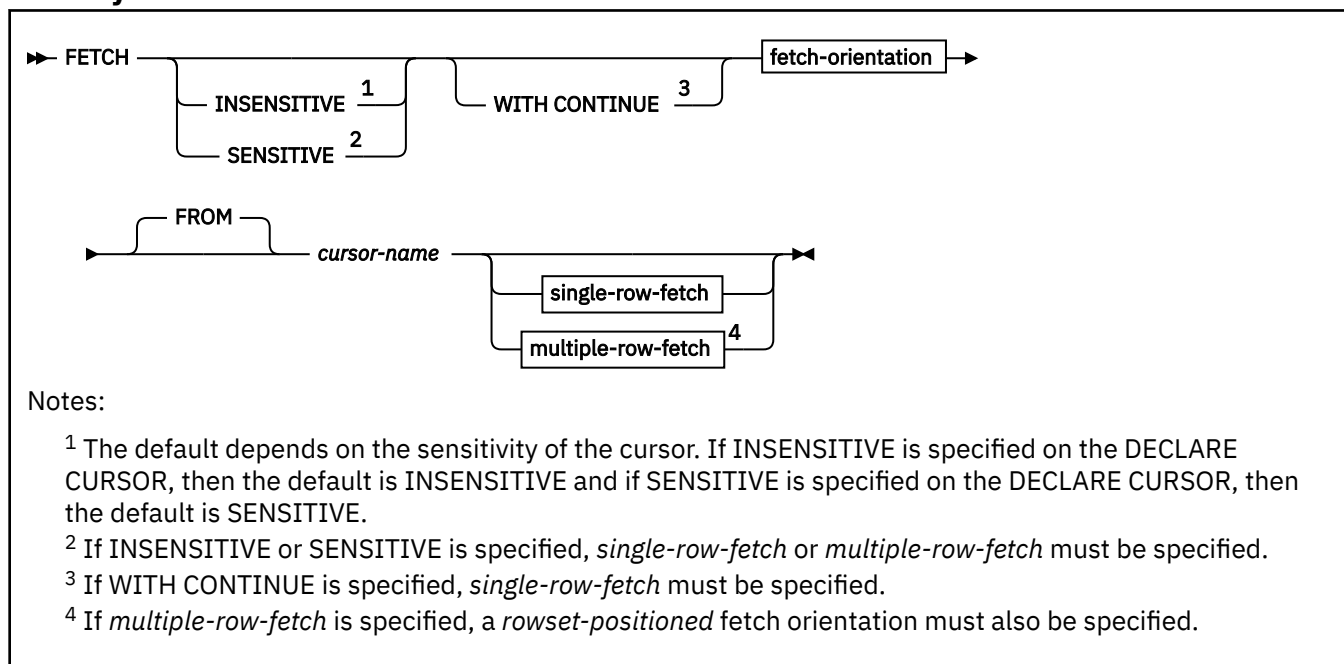 FETCH INSENSITIVE 1 SENSITIVE 2 WITH CONTINUE 3 fetch-orientation
FROM cursor-name single-row-fetch multiple-row-fetch 4
Notes:
1 The default depends on the sensitivity of the cursor. If INSENSITIVE is specified on the DECLARE
CURSOR, then the default is INSENSITIVE and if SENSITIVE is specified on the DECLARE CURSOR, then
the default is SENSITIVE.
2 If INSENSITIVE or SENSITIVE is specified, single-row-fetch or multiple-row-fetch must be specified.
3 If WITH CONTINUE is specified, single-row-fetch must be specified.
4 If multiple-row-fetch is specified, a rowset-positioned fetch orientation must also be specified.